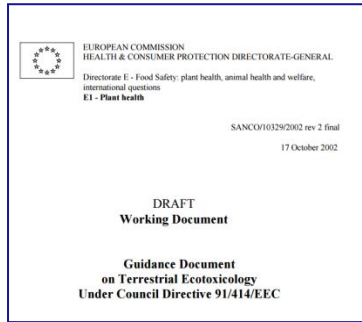 EUROPEAN COMMISSION
HEALTH & CONSUMER PROTECTION DIRECTORATE-GENERAL
Directorate E - Food Safety: plant health, animal health and welfare,
international questions
E1 - Plant health
SANCO/10329/2002 rev 2 final
17 October 2002
DRAFT
Working Document
Guidance Document
on Terrestrial Ecotoxicology
Under Council Directive 91/414/EEC